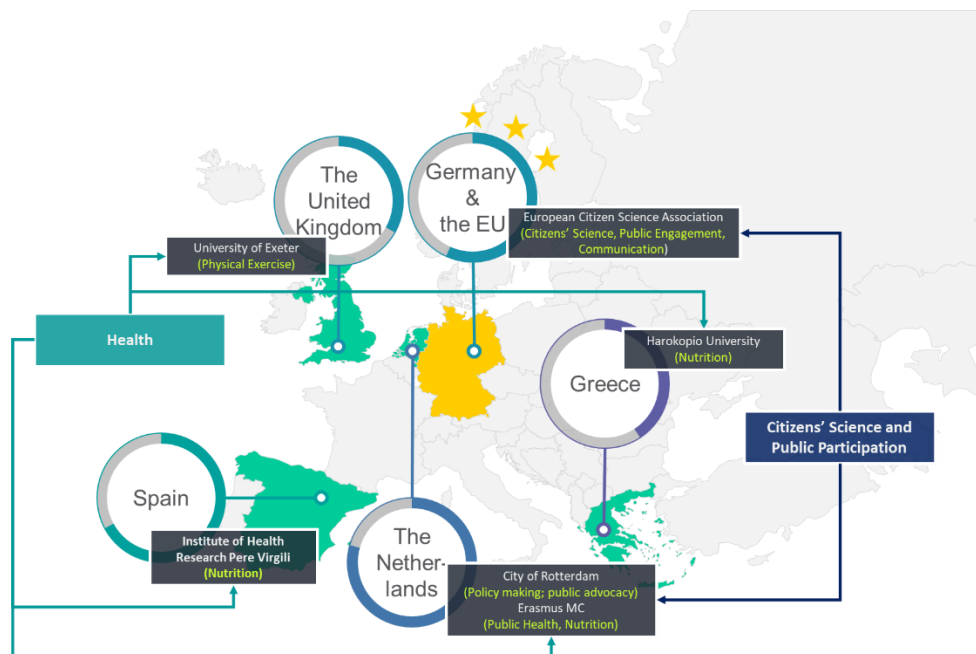 The
United
Kingdom
Germany
&
the EU
European Citizen Science Association
(Citizens’ Science, Public Engagement,
Communication)
University of Exeter
(Physical Exercise)
Health
Harokopio University
(Nutrition)
Greece
Citizens’ Science and
Public Participation
Spain
Institute of Health
Research Pere Virgili
(Nutrition)
The
Nether-
lands
City of Rotterdam
(Policy making; public advocacy)
Erasmus MC
(Public Health, Nutrition)